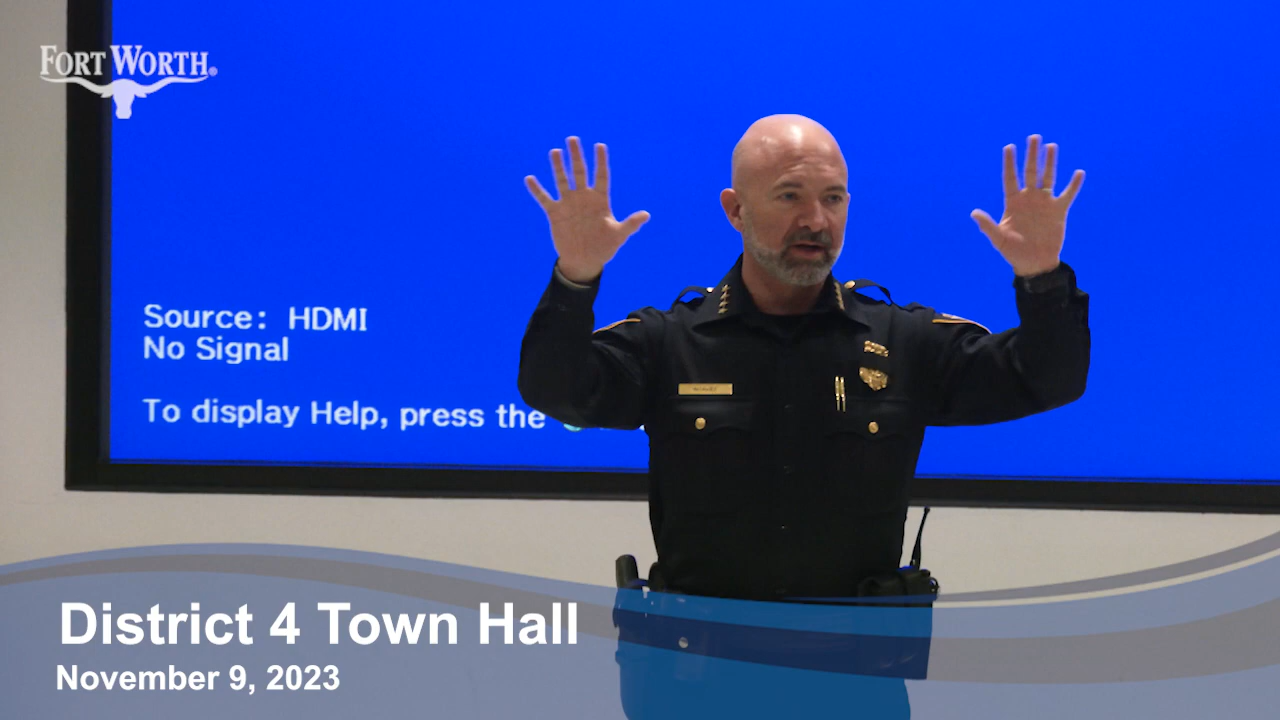 FORT WORTH®
Source: HDMI
No Signal
To display Help, press the
District 4 Town Hall
November 9, 2023